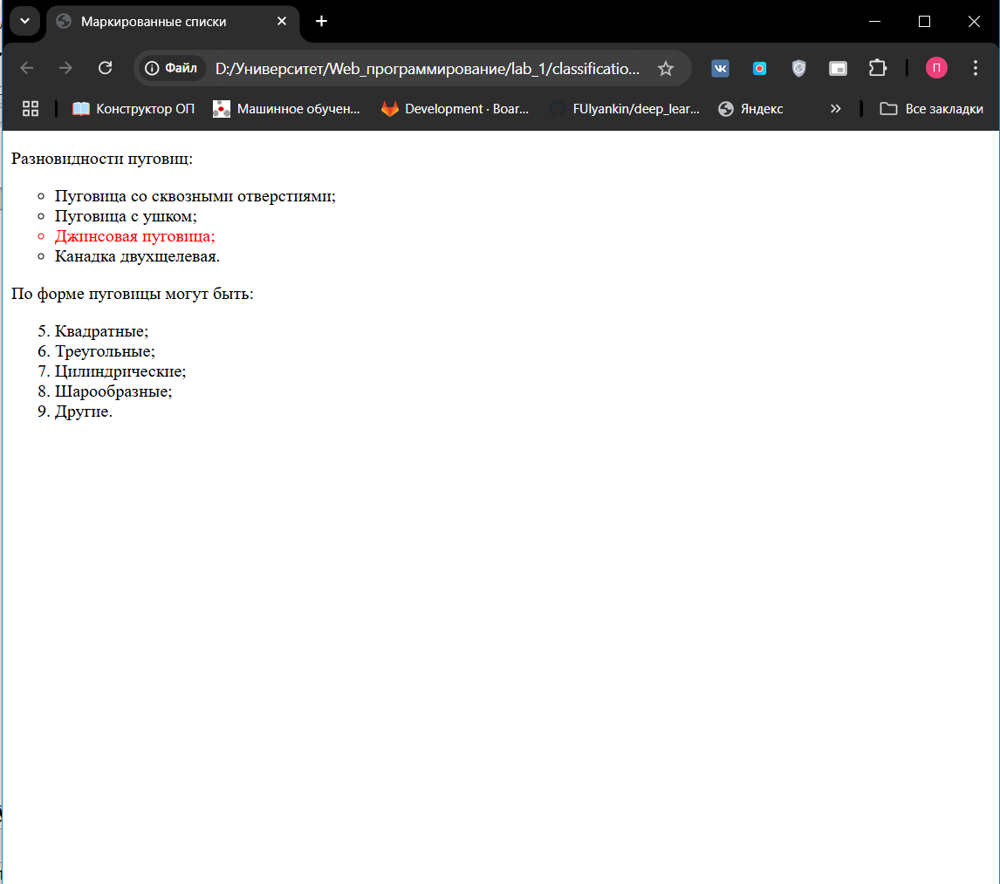 Маркированные списки
Файл D:/Университет/Web_программирование/lab_1/classificatio...
Конструктор ОП Машинное обучен... Development · Boar... FUlyankin/deep_lear... Яндекс » Все закладки
П
Разновидности пуговиц:
Пуговица со сквозными отверстиями;
Пуговица с ушком;
Джинсовая пуговица;
Канадка двухщелевая.
По форме пуговицы могут быть:
5. Квадратные;
6. Треугольные;
7. Цилиндрические;
8. Шарообразные;
9. Другие.